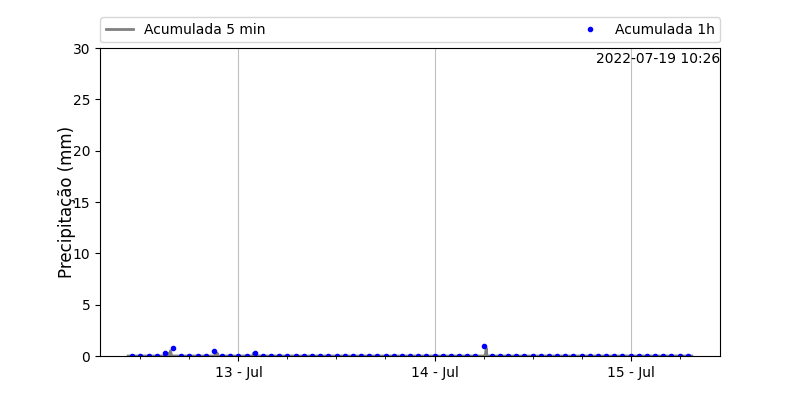 Acumulada 5 min
Acumulada 1h
2022-07-19 10:26
Precipitação (mm)
30
25
20
15
10
5
0
13 - Jul
14 - Jul
15 - Jul